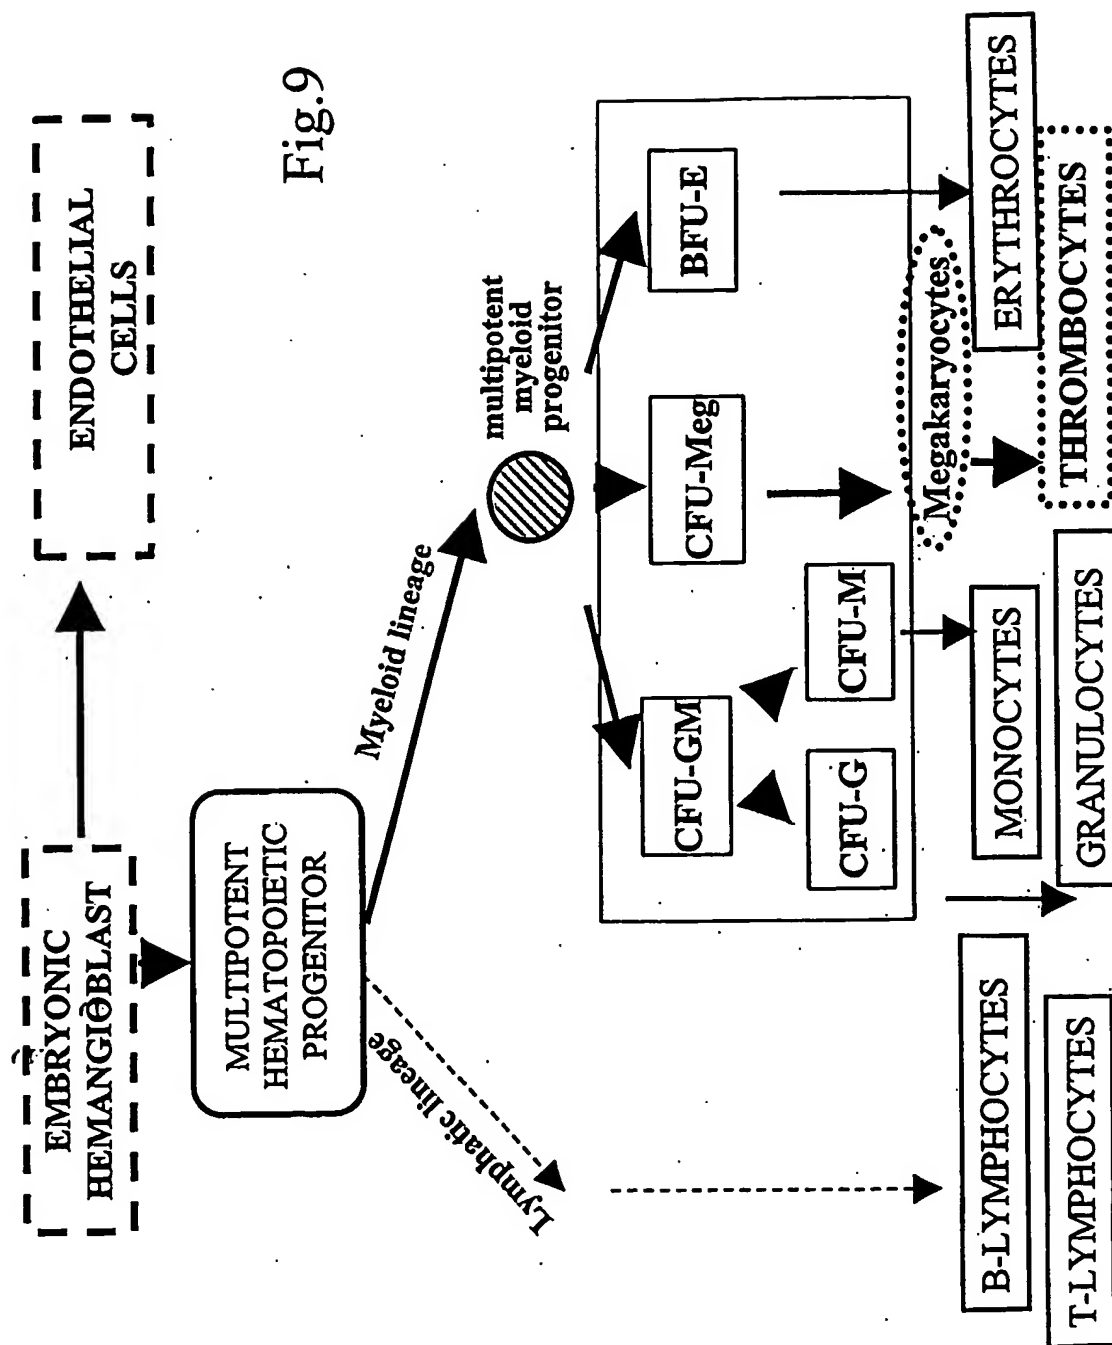 Fig.9
EMBRYONIC
HEMANGIOBLAST
ENDOTHELIAL
CELLS
MULTIPOTENT
HEMATOPOIETIC
PROGENITOR
Myeloid lineage
Lymphatic lineage
multipotent
myeloid
progenitor
CFU-GM
CFU-Meg
BFU-E
CFU-G
CFU-M
Megakaryocytes
B-LYMPHOCYTES
MONOCYTES
ERYTHROCYTES
T-LYMPHOCYTES
GRANULOCYTES
THROMBOCYTES